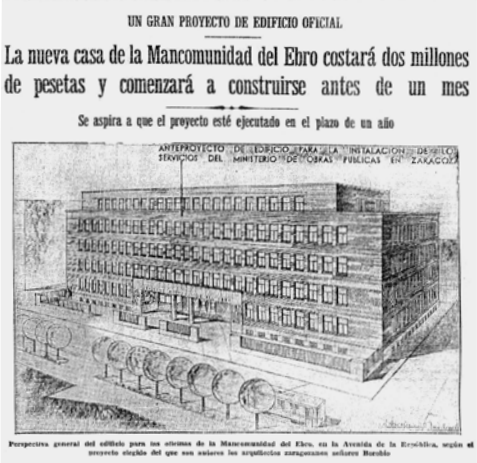 UN GRAN PROYECTO DE EDIFICIO OFICIAL
La nueva casa de la Mancomunidad del Ebro costará dos millones
de pesetas y comenzará a construirse antes de un mes
Se aspira a que el proyecto esté ejecutado en el plazo de un año
ANTEPROYECTO DE EDIFICIO PARA LA INSTALACION DE LOS
SERVICIOS DEL MINISTERIO DE OBRAS PUBLICAS EN ZARAGOZA
Perspectiva general del edificio para las oficinas de la Mancomunidad del Ebro, en la Avenida de la República, según el
proyecto elegido del que son autores los arquitectos zaragozanos señores Borobio